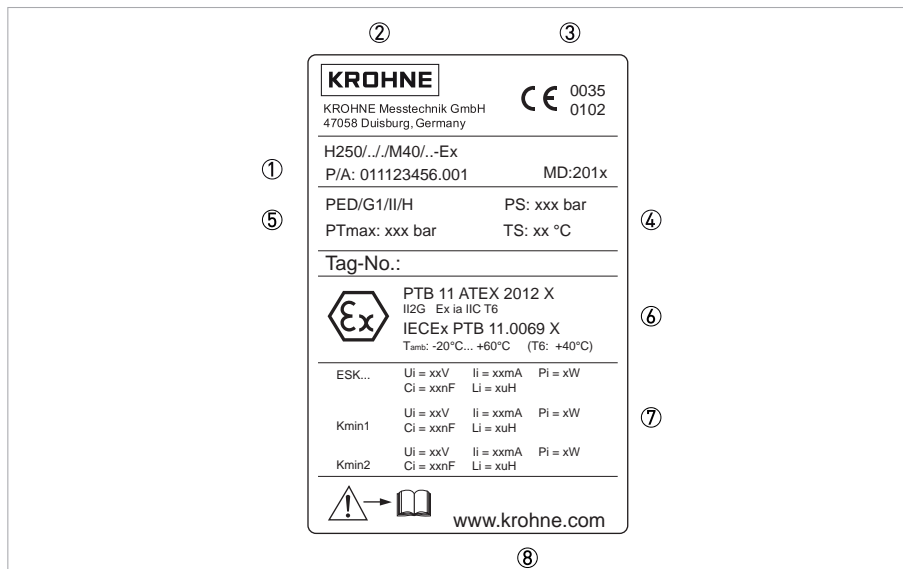 ② ③
KROHNE
KROHNE Messtechnik GmbH
47058 Duisburg, Germany
CE 0035
0102
H250/../../M40/..-Ex
① P/A: 011123456.001 MD:201x
⑤ PED/G1/II/H PS: xxx bar ④
PTmax: xxx bar TS: xx °C
Tag-No.:
Ex
PTB 11 ATEX 2012 X
II2G Ex ia IIC T6
IECEx PTB 11.0069 X ⑥
Tamb: -20°C... +60°C (T6: +40°C)
ESK... Ui = xxV Ii = xxmA Pi = xW
Ci = xxnF Li = xuH
Ui = xxV Ii = xxmA Pi = xW ⑦
Kmin1 Ci = xxnF Li = xuH
Ui = xxV Ii = xxmA Pi = xW
Kmin2 Ci = xxnF Li = xuH
www.krohne.com
⑧